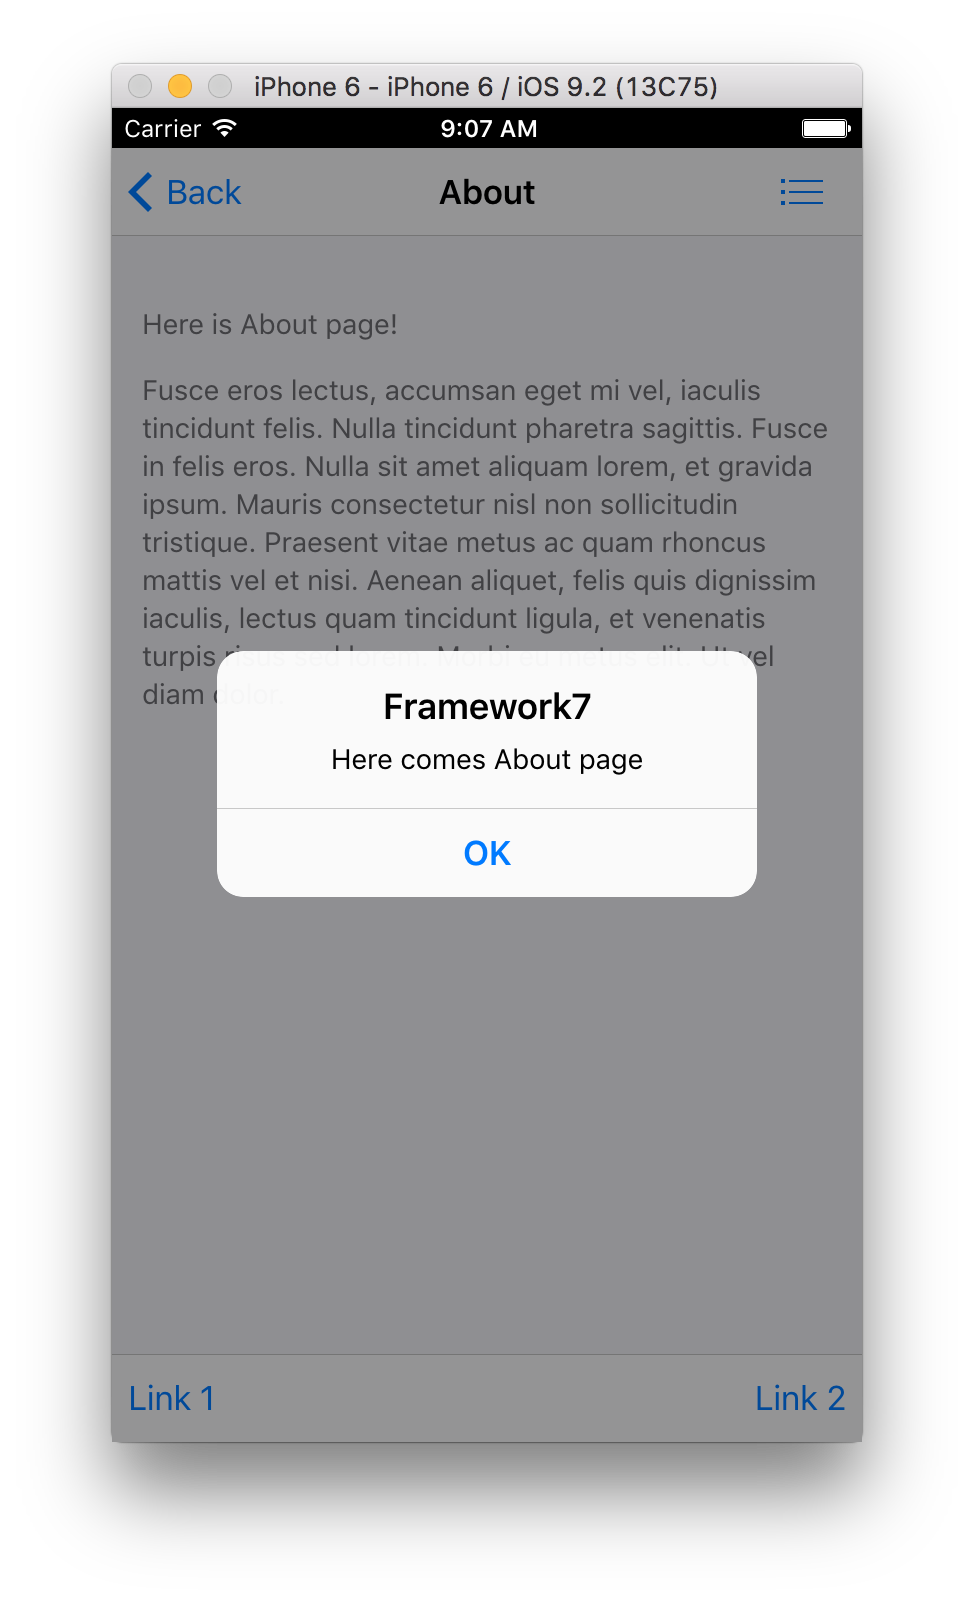 iPhone 6 - iPhone 6 / iOS 9.2 (13C75)
Carrier 9:07 AM
Back About
Here is About page!
Fusce eros lectus, accumsan eget mi vel, iaculis
tincidunt felis. Nulla tincidunt pharetra sagittis. Fusce
in felis eros. Nulla sit amet aliquam lorem, et gravida
ipsum. Mauris consectetur nisl non sollicitudin
tristique. Praesent vitae metus ac quam rhoncus
mattis vel et nisi. Aenean aliquet, felis quis dignissim
iaculis, lectus quam tincidunt ligula, et venenatis
turpis risus sed lorem. Morbi eu metus elit. Ut vel
diam dolor.
Framework7
Here comes About page
OK
Link 1 Link 2